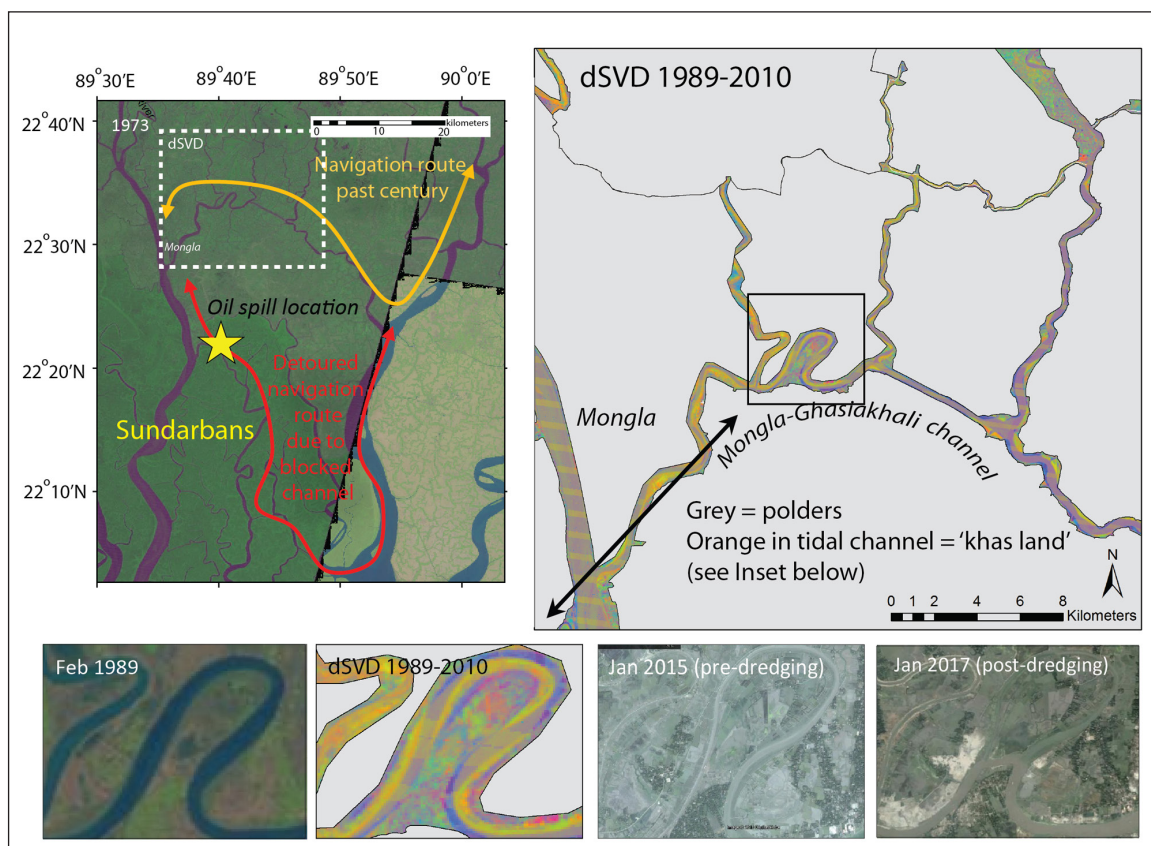 89°30'E
89°40'E
89°50'E
90°00'E
22°40'N
22°30'N
22°20'N
22°10'N
1973
dSVD
kilometers
0 10 20
Navigation route
past century
Mongla
Oil spill location
Detoured
navigation
route
due to
blocked
channel
Sundarbans
dSVD 1989-2010
Mongla
Mongla-Ghasiakhali channel
Grey = polders
Orange in tidal channel = 'khas land'
(see Inset below)
N
0 1 2 4 6 8
Kilometers
Feb 1989
dSVD 1989-2010
Jan 2015 (pre-dredging)
Jan 2017 (post-dredging)